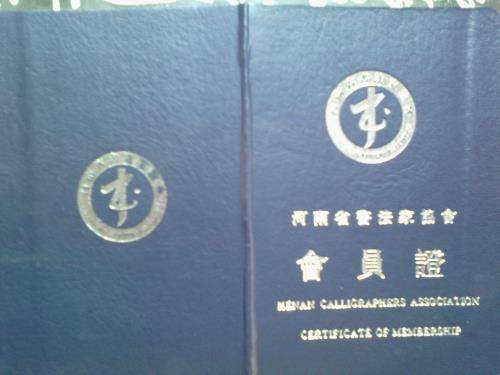 河南省書法家協會
會員證
HENAN CALLIGRAPHERS ASSOCIATION
CERTIFICATE OF MEMBERSHIP